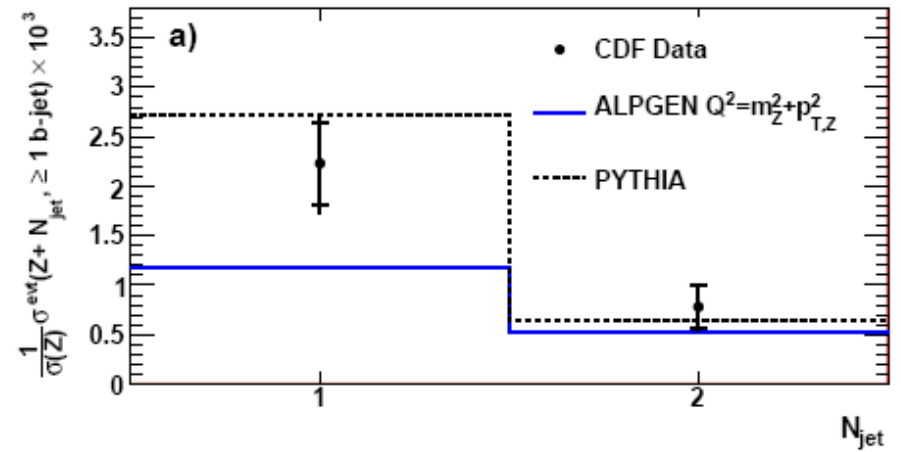 a)
CDF Data
ALPGEN Q²=m²_Z+p²_T,Z
PYTHIA
1/σ(Z) σ^evt(Z+ N_jet, ≥ 1 b-jet) × 10³
3.5
3
2.5
2
1.5
1
0.5
0
1 2
N_jet